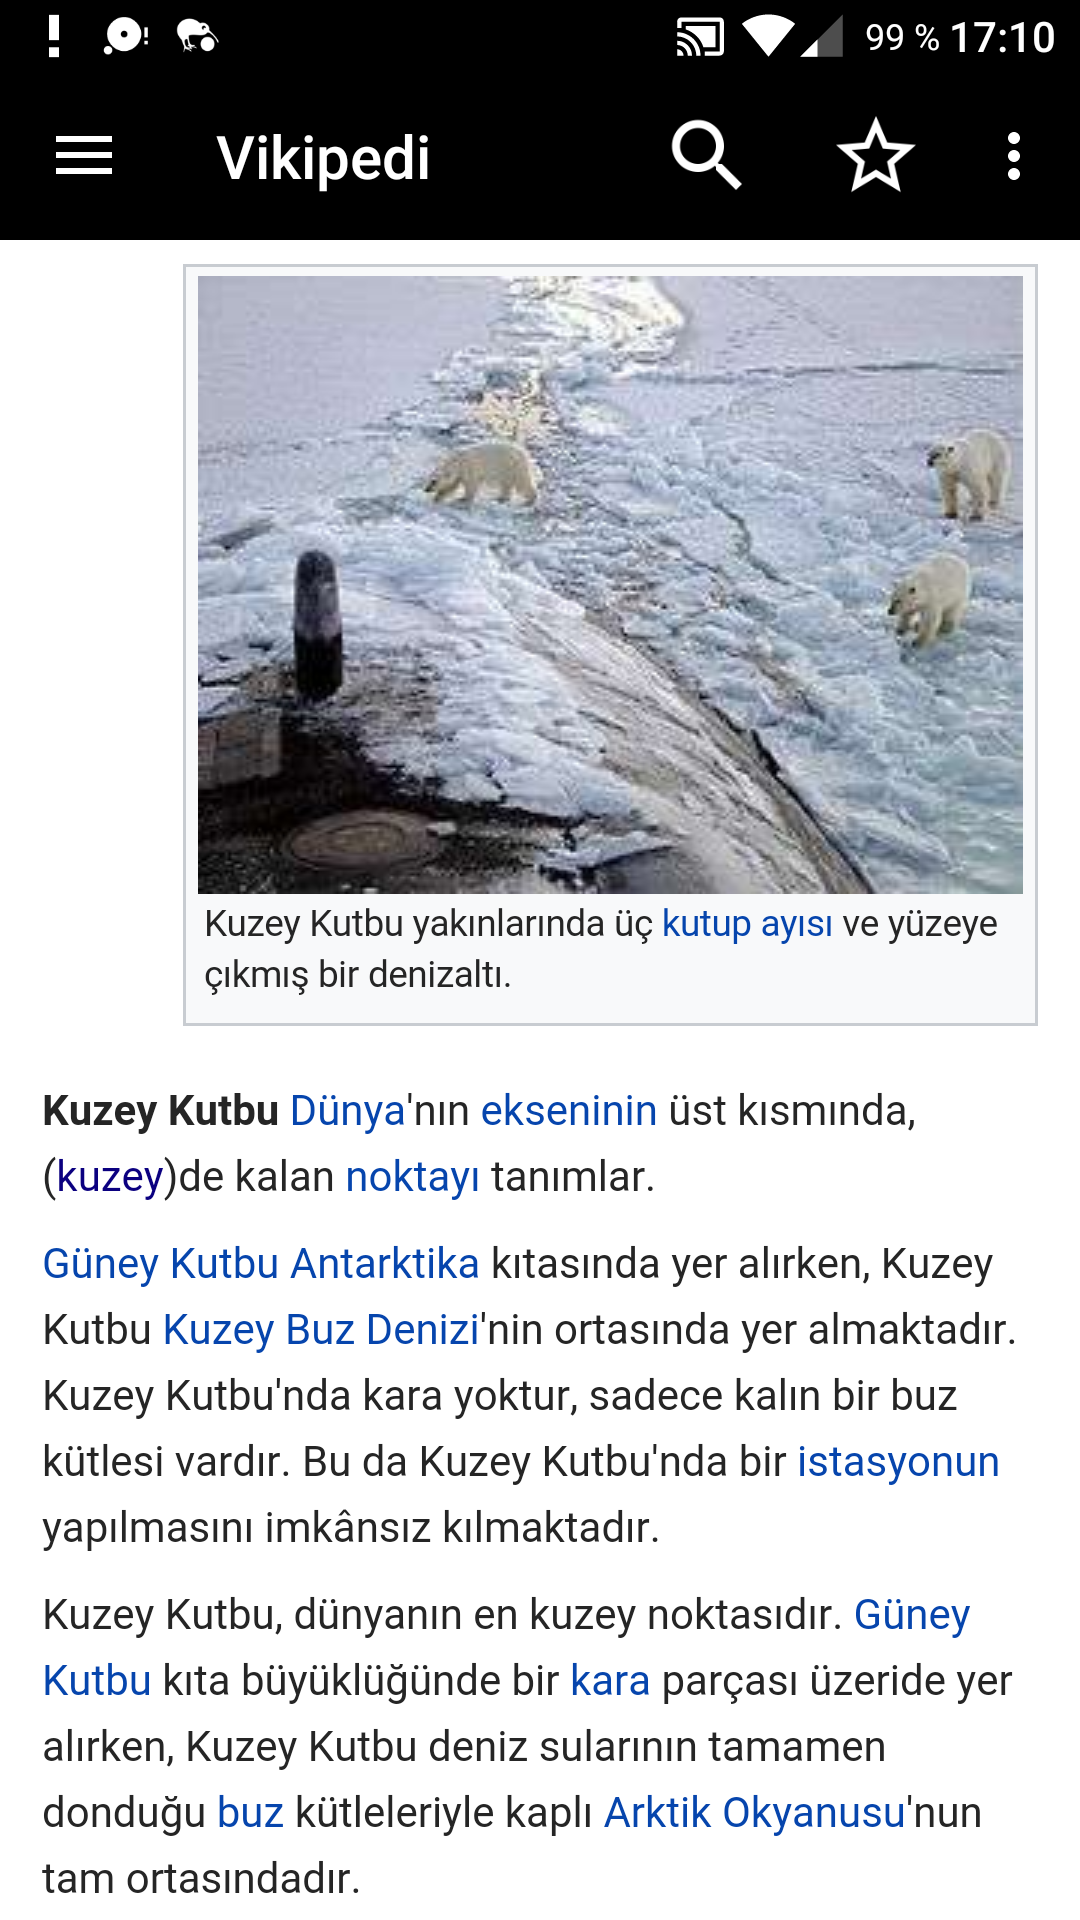 99 % 17:10
Vikipedi
Kuzey Kutbu yakınlarında üç kutup ayısı ve yüzeye
çıkmış bir denizaltı.
Kuzey Kutbu Dünya'nın ekseninin üst kısmında,
(kuzey)de kalan noktayı tanımlar.
Güney Kutbu Antarktika kıtasında yer alırken, Kuzey
Kutbu Kuzey Buz Denizi'nin ortasında yer almaktadır.
Kuzey Kutbu'nda kara yoktur, sadece kalın bir buz
kütlesi vardır. Bu da Kuzey Kutbu'nda bir istasyonun
yapılmasını imkânsız kılmaktadır.
Kuzey Kutbu, dünyanın en kuzey noktasıdır. Güney
Kutbu kıta büyüklüğünde bir kara parçası üzeride yer
alırken, Kuzey Kutbu deniz sularının tamamen
donduğu buz kütleleriyle kaplı Arktik Okyanusu'nun
tam ortasındadır.